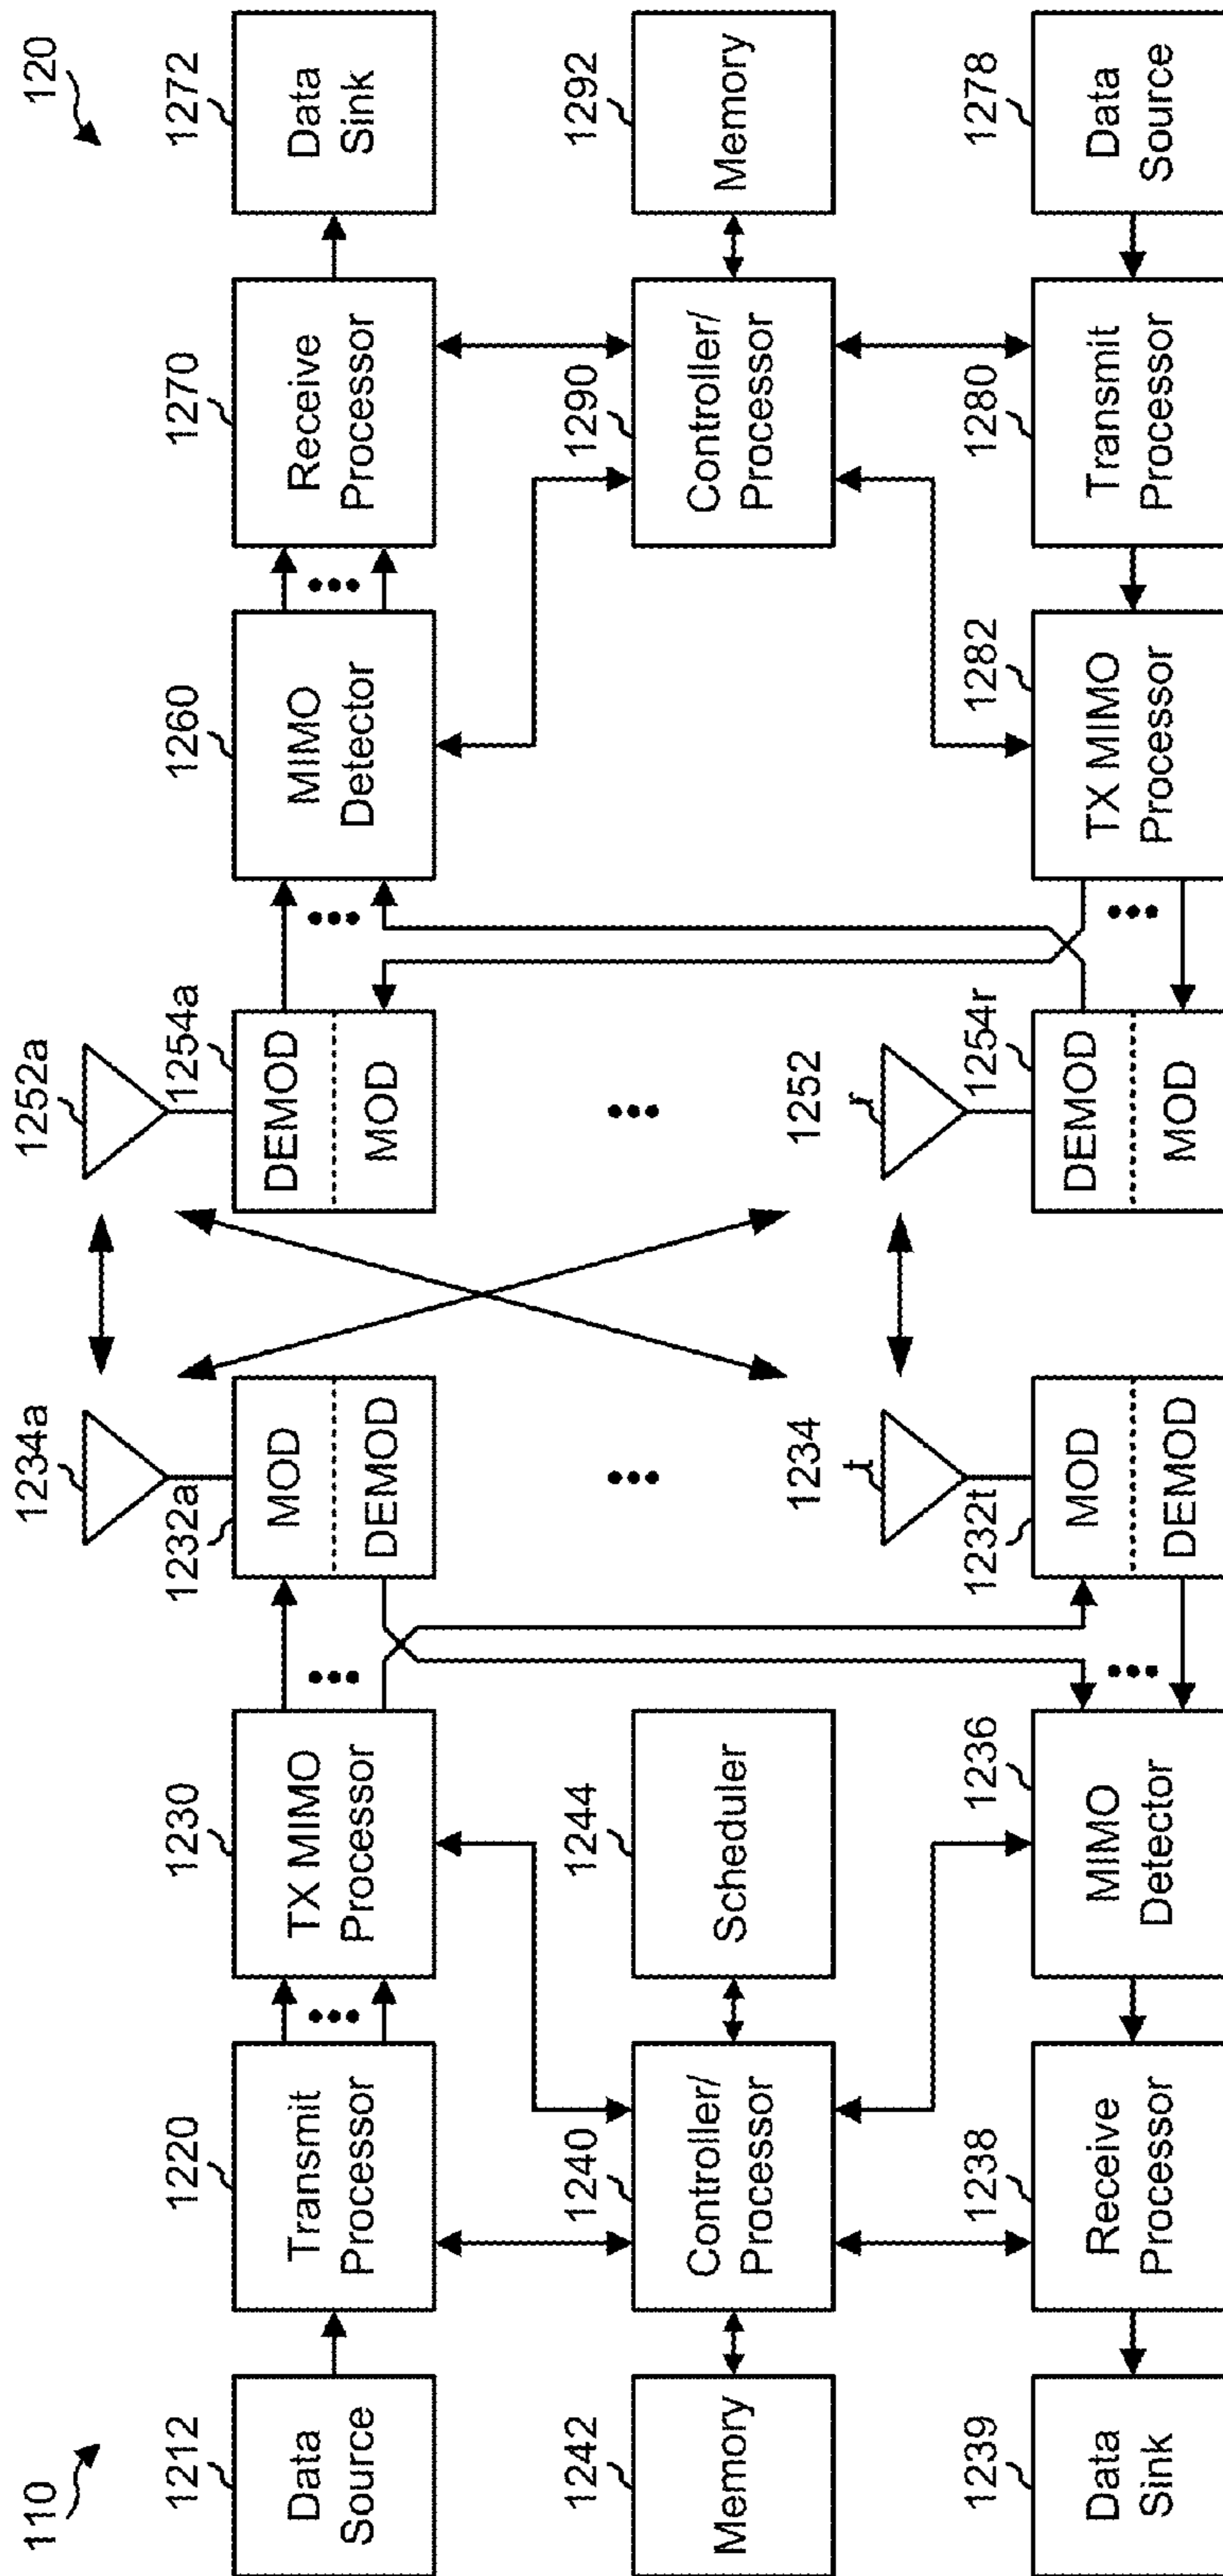 110
120
1212
Data
Source
1220
Transmit
Processor
1230
TX MIMO
Processor
1232a
MOD
DEMOD
1234a
1252a
1254a
DEMOD
MOD
1260
MIMO
Detector
1270
Receive
Processor
1272
Data
Sink
1242
Memory
1240
Controller/
Processor
1244
Scheduler
1290
Controller/
Processor
1292
Memory
1239
Data
Sink
1238
Receive
Processor
1236
MIMO
Detector
1232t
MOD
DEMOD
1234
t
1252
r
1254r
DEMOD
MOD
1282
TX MIMO
Processor
1280
Transmit
Processor
1278
Data
Source